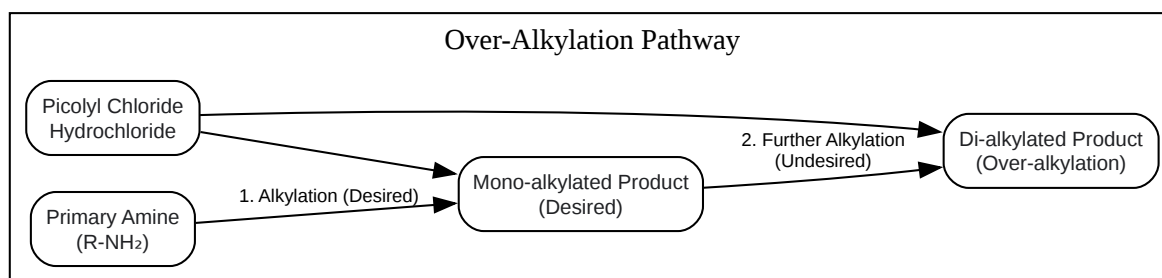 Over-Alkylation Pathway
Picolyl Chloride
Hydrochloride
Primary Amine
(R-NH₂)
1. Alkylation (Desired)
Mono-alkylated Product
(Desired)
2. Further Alkylation
(Undesired)
Di-alkylated Product
(Over-alkylation)